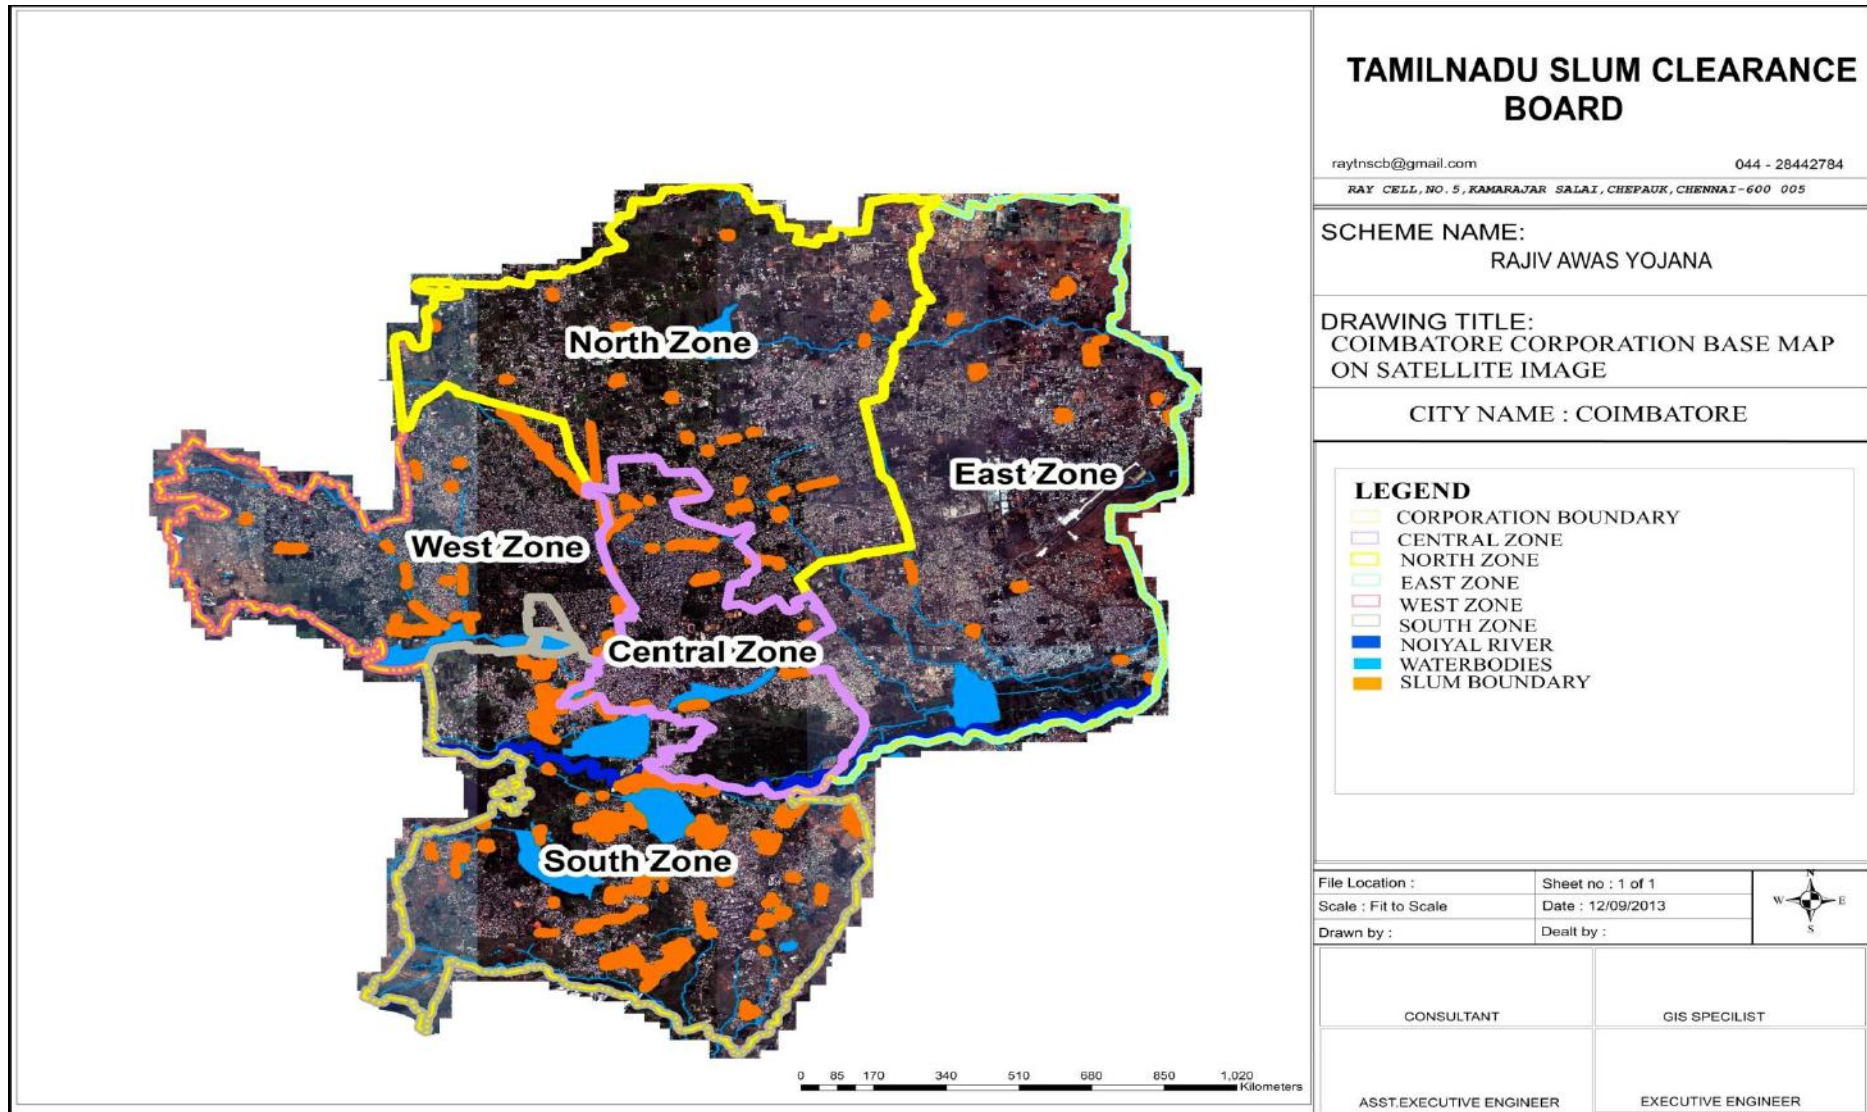 TAMILNADU SLUM CLEARANCE
BOARD
raytnscb@gmail.com 044 - 28442784
RAY CELL,NO.5,KAMARAJAR SALAI,CHEPAUK,CHENNAI-600 005
SCHEME NAME:
RAJIV AWAS YOJANA
DRAWING TITLE:
COIMBATORE CORPORATION BASE MAP
ON SATELLITE IMAGE
CITY NAME : COIMBATORE
North Zone
East Zone
West Zone
Central Zone
South Zone
LEGEND
CORPORATION BOUNDARY
CENTRAL ZONE
NORTH ZONE
EAST ZONE
WEST ZONE
SOUTH ZONE
NOIYAL RIVER
WATERBODIES
SLUM BOUNDARY
File Location : Sheet no : 1 of 1
Scale : Fit to Scale Date : 12/09/2013
Drawn by : Dealt by :
N
W E
S
CONSULTANT GIS SPECILIST
ASST.EXECUTIVE ENGINEER EXECUTIVE ENGINEER
0 85 170 340 510 680 850 1,020
Kilometers